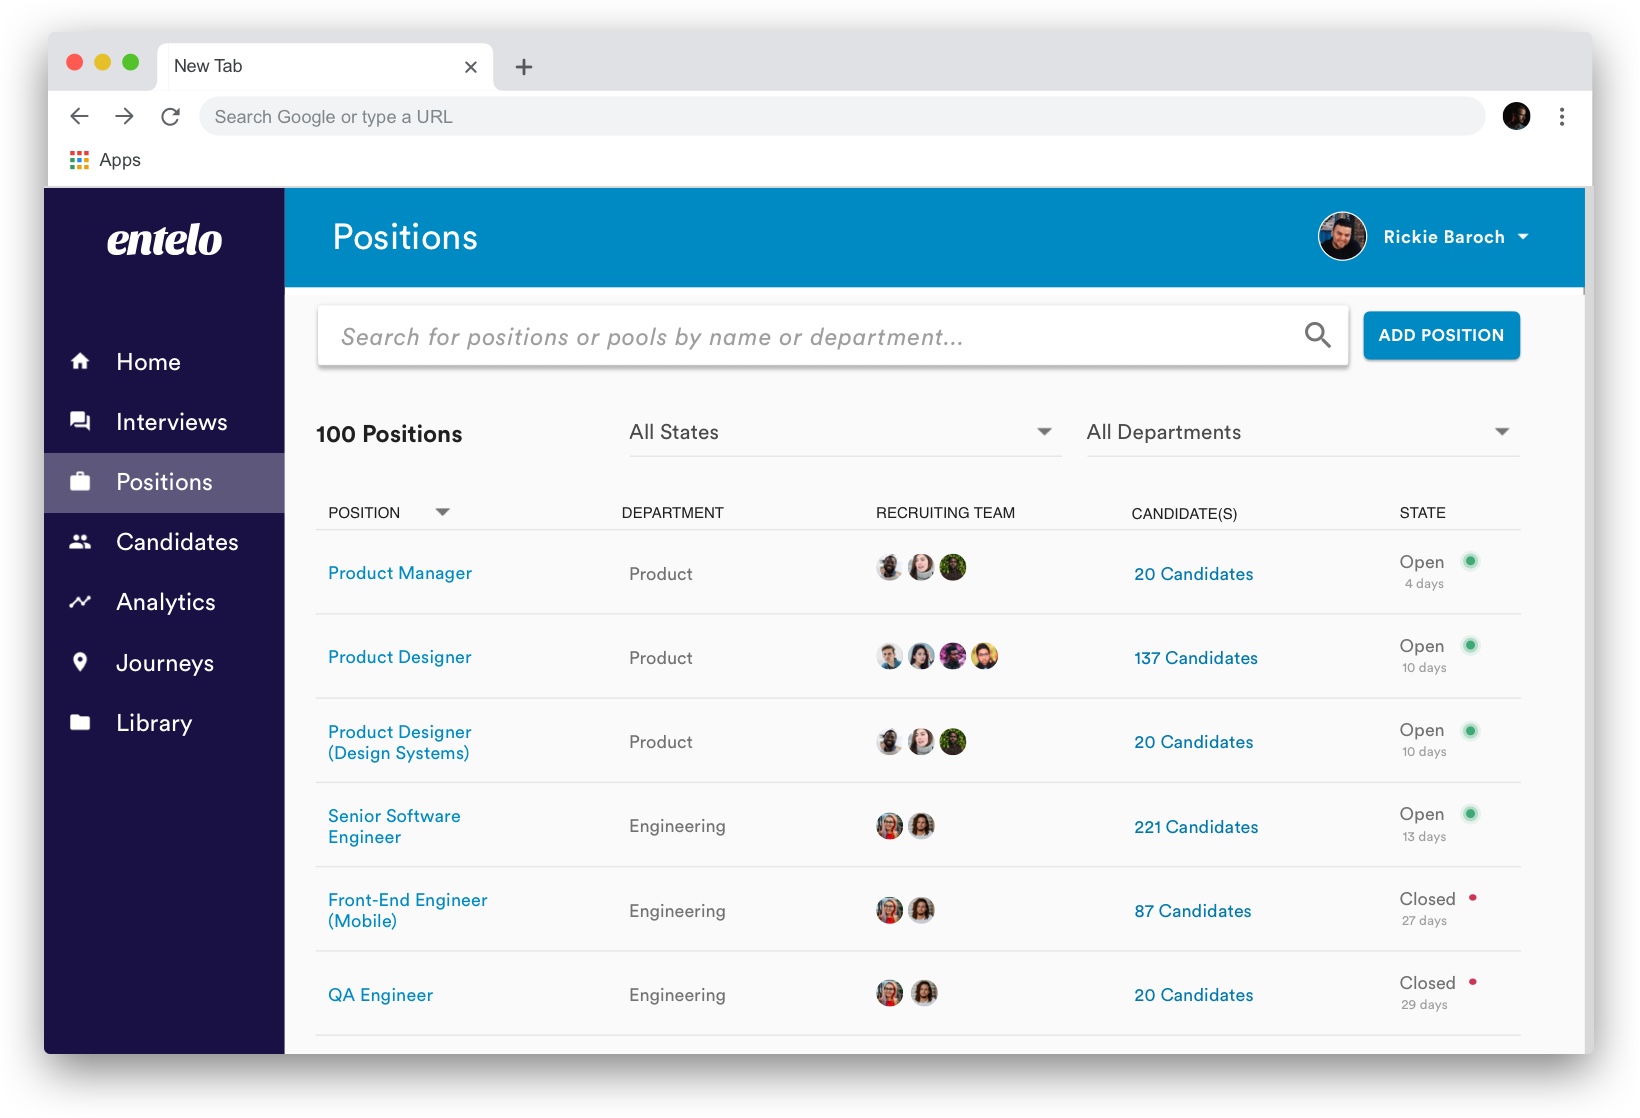 New Tab
Search Google or type a URL
Apps
entelo
Positions
Rickie Baroch
Home
Interviews
Positions
Candidates
Analytics
Journeys
Library
Search for positions or pools by name or department...
ADD POSITION
100 Positions
All States
All Departments
POSITION DEPARTMENT RECRUITING TEAM CANDIDATE(S) STATE
Product Manager Product 20 Candidates Open
4 days
Product Designer Product 137 Candidates Open
10 days
Product Designer
(Design Systems) Product 20 Candidates Open
10 days
Senior Software
Engineer Engineering 221 Candidates Open
13 days
Front-End Engineer
(Mobile) Engineering 87 Candidates Closed
27 days
QA Engineer Engineering 20 Candidates Closed
29 days